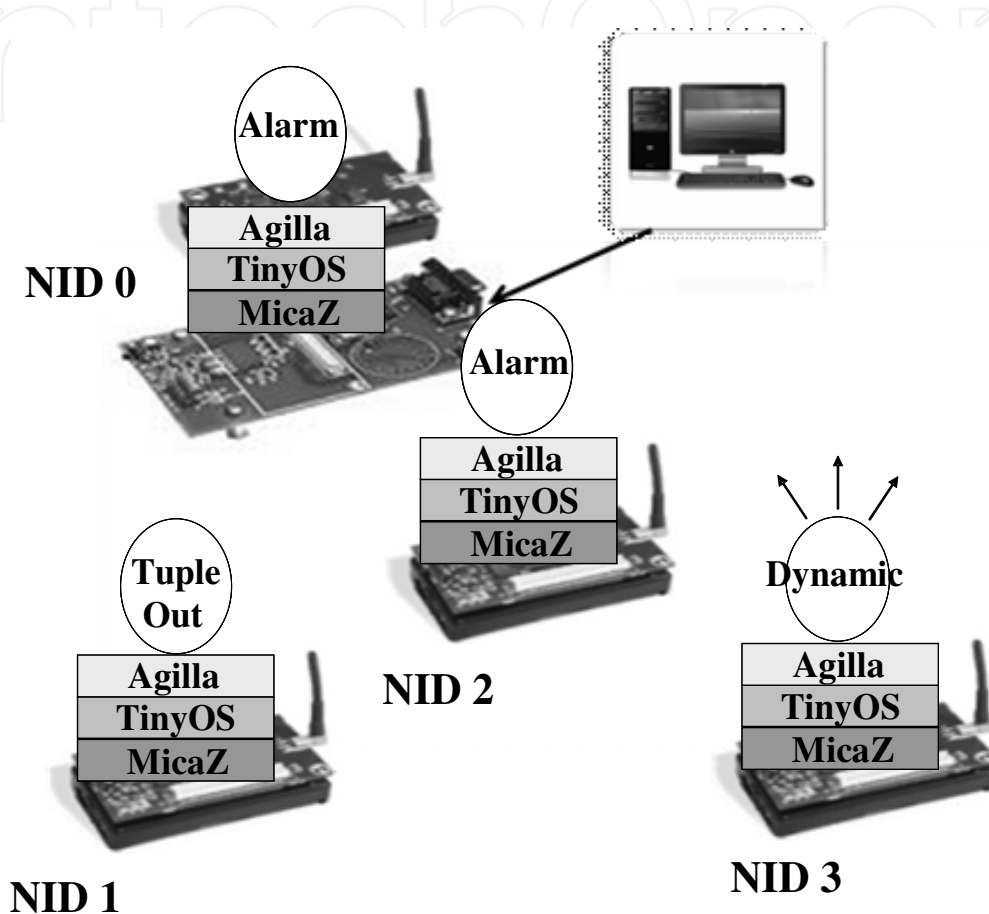 Alarm
Agilla
TinyOS
MicaZ
NID 0
Alarm
Agilla
TinyOS
MicaZ
NID 2
Tuple
Out
Agilla
TinyOS
MicaZ
NID 1
Dynamic
Agilla
TinyOS
MicaZ
NID 3